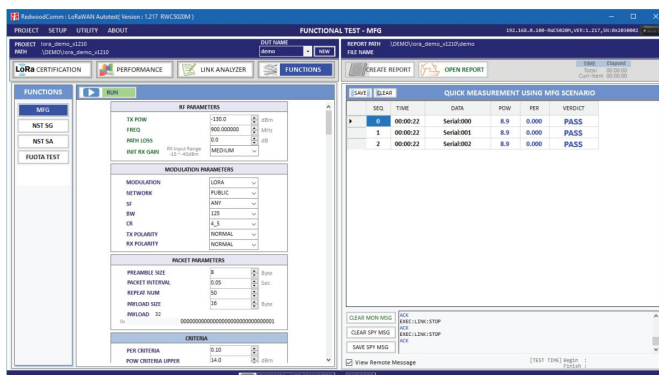 RedwoodComm : LoRaWAN Autotest( Version : 1.217 RWC5020M )
PROJECT SETUP UTILITY ABOUT
FUNCTIONAL TEST - MFG
PROJECT lora_demo_v1210
PATH .\DEMO\lora_demo_v1210
DUT NAME
demo
NEW
REPORT PATH .\DEMO\lora_demo_v1210\demo
FILE NAME
LoRa CERTIFICATION
PERFORMANCE
LINK ANALYZER
FUNCTIONS
CREATE REPORT
OPEN REPORT
TIME Elapsed
Total 00:00:00
Curr-Item 00:00:00
FUNCTIONS
MFG
NST SG
NST SA
FUOTA TEST
RUN
RF PARAMETERS
TX POW -130.0 dBm
FREQ 900.000000 MHz
PATH LOSS 0.0 dB
INIT RX GAIN RX Input Range MEDIUM
-15 ~ -40dBm
MODULATION PARAMETERS
MODULATION LORA
NETWORK PUBLIC
SF ANY
BW 125
CR 4_5
TX POLARITY NORMAL
RX POLARITY NORMAL
PACKET PARAMETERS
PREAMBLE SIZE 8 Byte
PACKET INTERVAL 0.05 Sec
REPEAT NUM 50
PAYLOAD SIZE 16 Byte
PAYLOAD 32
0x
CRITERIA
PER CRITERIA 0.10
POW CRITERIA UPPER 14.0 dBm
SAVE CLEAR
QUICK MEASUREMENT USING MFG SCENARIO
SEQ TIME DATA POW PER VERDICT
0 00:00:22 Serial:000 8.9 0.000 PASS
1 00:00:22 Serial:001 8.9 0.000 PASS
2 00:00:22 Serial:002 8.9 0.000 PASS
CLEAR MON MSG
CLEAR SPY MSG
SAVE SPY MSG
ACK
EXEC:LINK:STOP
ACK
EXEC:LINK:STOP
ACK
View Remote Message
[TEST TIME] Begin :
Finish :